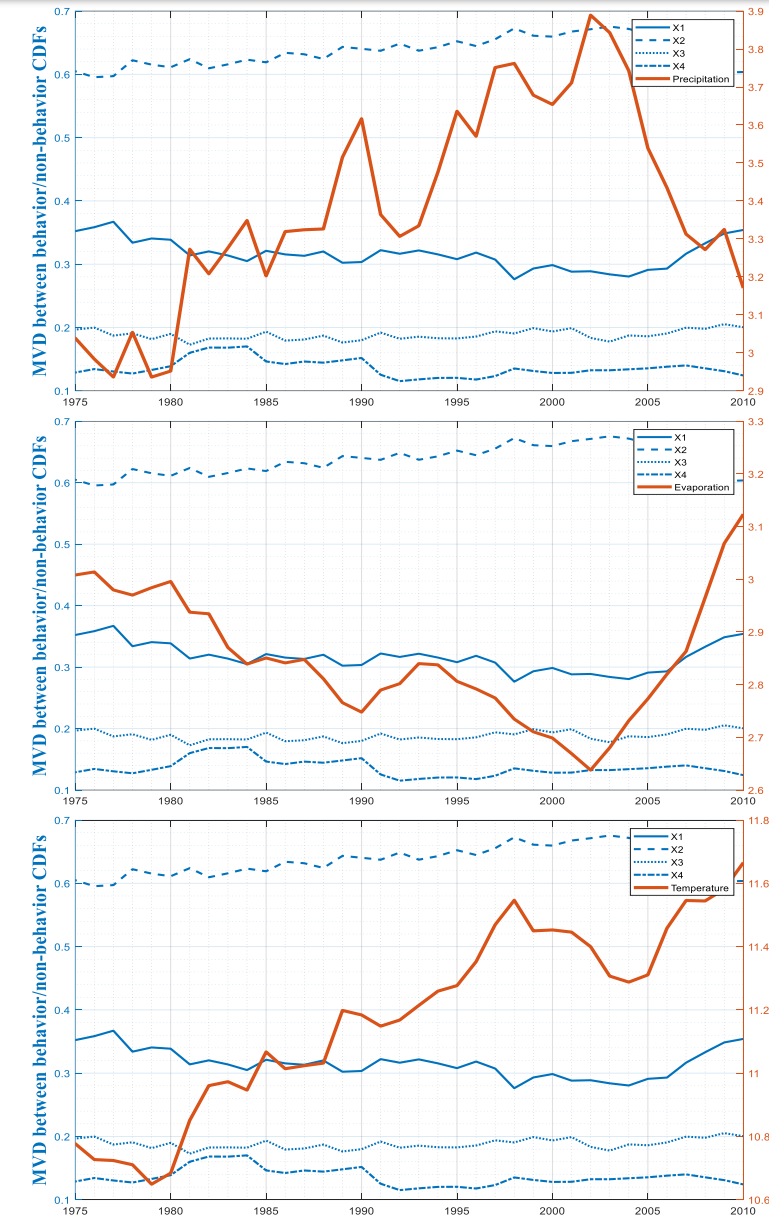 MVD between behavior/non-behavior CDFs
0.7
0.6
0.5
0.4
0.3
0.2
0.1
3.9
3.8
3.7
3.6
3.5
3.4
3.3
3.2
3.1
3
2.9
X1
X2
X3
X4
Precipitation
1975 1980 1985 1990 1995 2000 2005 2010
MVD between behavior/non-behavior CDFs
0.7
0.6
0.5
0.4
0.3
0.2
0.1
3.3
3.2
3.1
3
2.9
2.8
2.7
2.6
X1
X2
X3
X4
Evaporation
1975 1980 1985 1990 1995 2000 2005 2010
MVD between behavior/non-behavior CDFs
0.7
0.6
0.5
0.4
0.3
0.2
0.1
11.8
11.6
11.4
11.2
11
10.8
10.6
X1
X2
X3
X4
Temperature
1975 1980 1985 1990 1995 2000 2005 2010